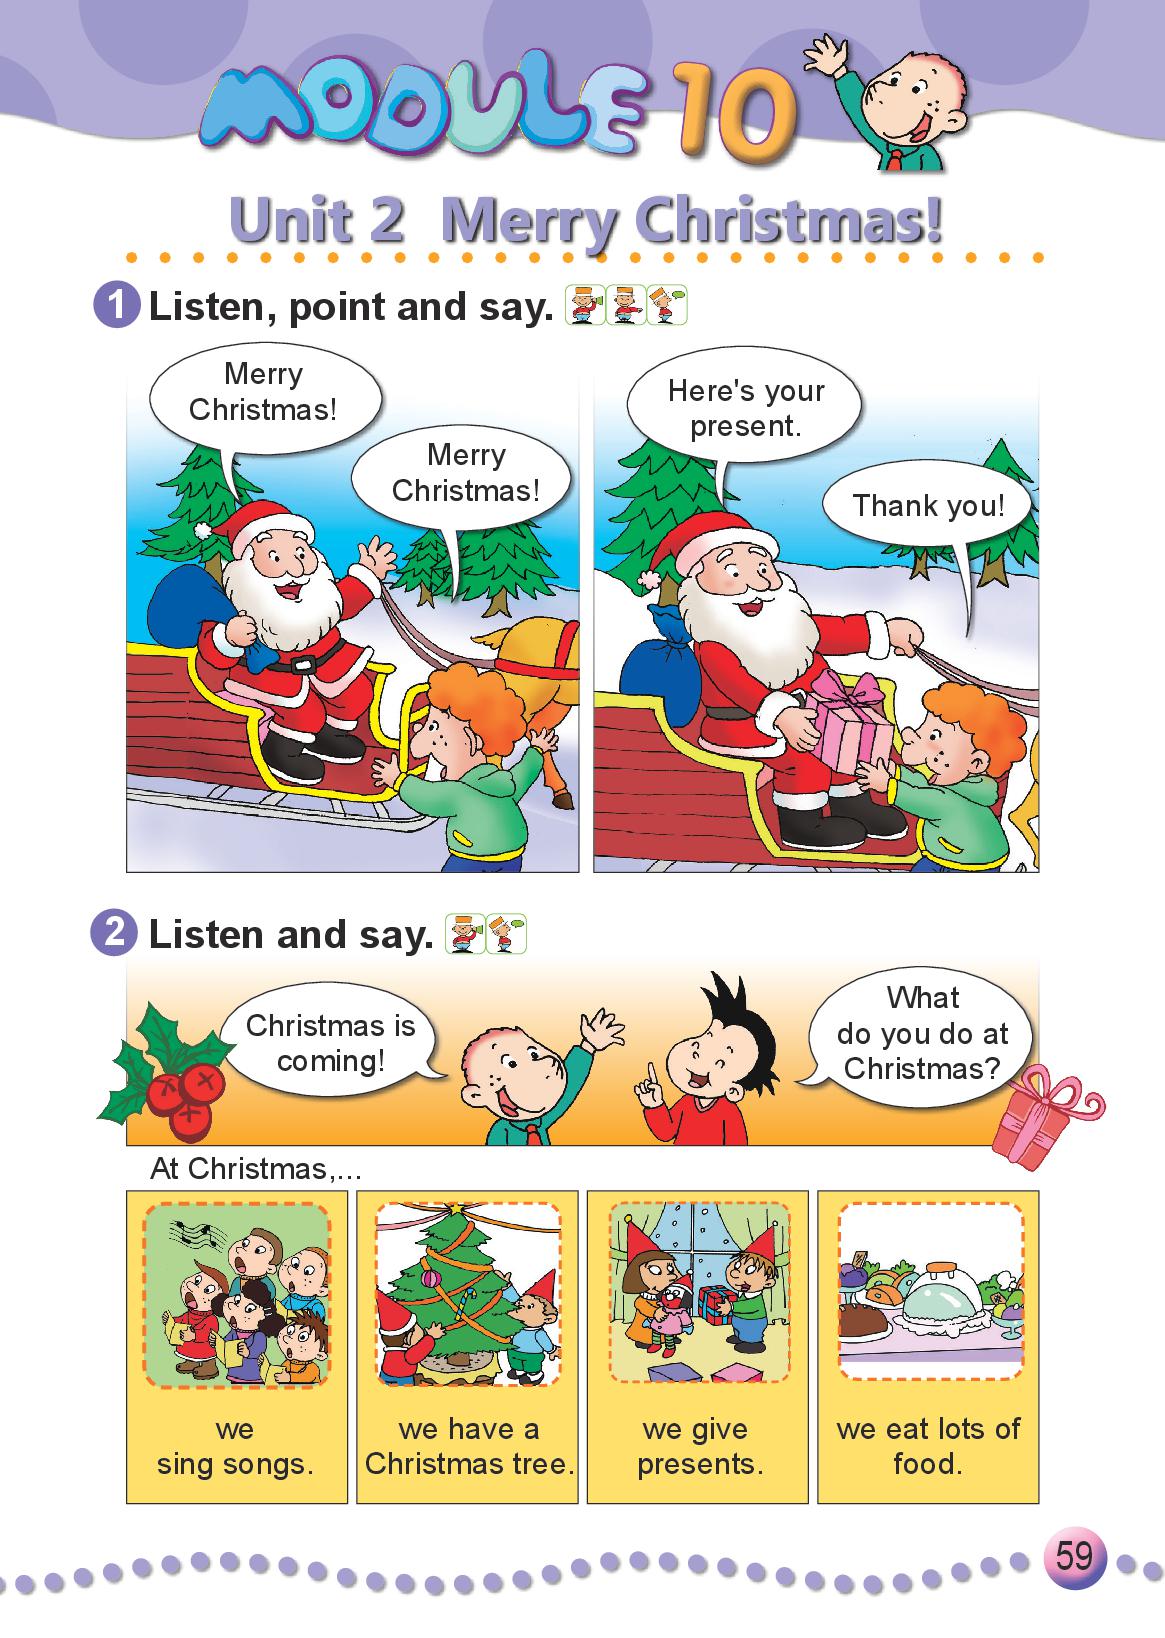 MODULE 10
Unit 2 Merry Christmas!
1 Listen, point and say.
Merry
Christmas!
Merry
Christmas!
Here's your
present.
Thank you!
2 Listen and say.
Christmas is
coming!
What
do you do at
Christmas?
At Christmas,...
we
sing songs.
we have a
Christmas tree.
we give
presents.
we eat lots of
food.
59